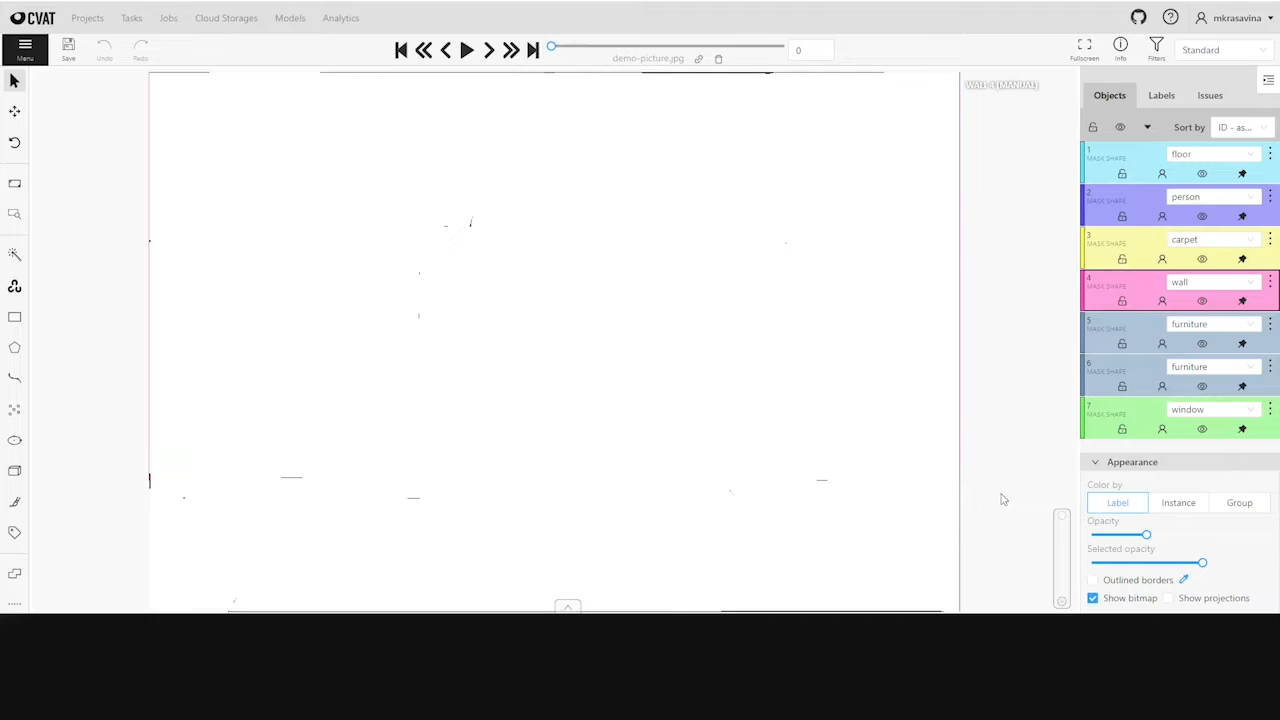 CVAT Projects Tasks Jobs Cloud Storages Models Analytics mkrasavina
Menu Save Undo Redo demo-picture.jpg 0 Fullscreen Info Filters Standard
WALL 4 (MANUAL)
Objects Labels Issues
Sort by ID - as...
1 floor
MASK SHAPE
2 person
MASK SHAPE
3 carpet
MASK SHAPE
4 wall
MASK SHAPE
5 furniture
MASK SHAPE
6 furniture
MASK SHAPE
7 window
MASK SHAPE
Appearance
Color by
Label Instance Group
Opacity
Selected opacity
Outlined borders
Show bitmap Show projections